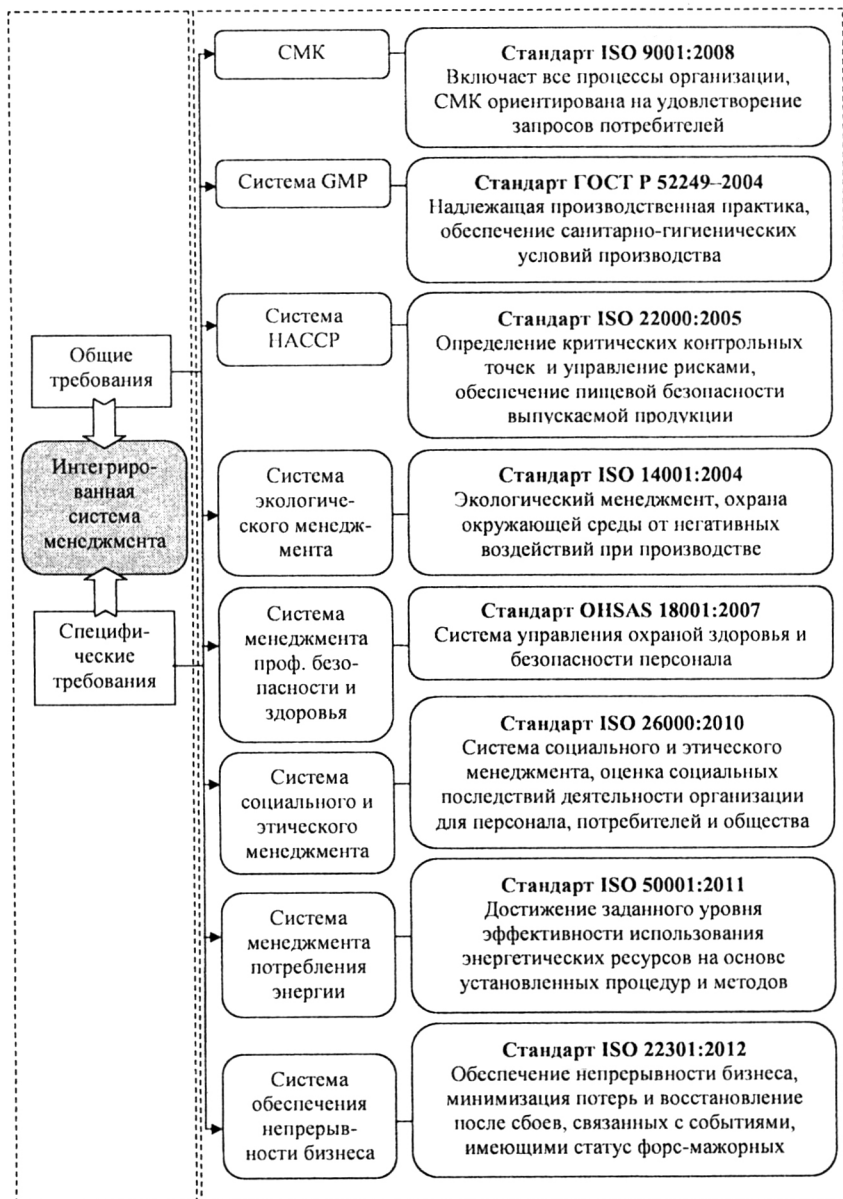 СМК
Стандарт ISO 9001:2008
Включает все процессы организации,
СМК ориентирована на удовлетворение
запросов потребителей
Система GMP
Стандарт ГОСТ Р 52249–2004
Надлежащая производственная практика,
обеспечение санитарно-гигиенических
условий производства
Система
НАССР
Стандарт ISO 22000:2005
Определение критических контрольных
точек и управление рисками,
обеспечение пищевой безопасности
выпускаемой продукции
Общие
требования
Интегриро-
ванная
система
менеджмента
Специфи-
ческие
требования
Система
экологиче-
ского менедж-
мента
Стандарт ISO 14001:2004
Экологический менеджмент, охрана
окружающей среды от негативных
воздействий при производстве
Система
менеджмента
проф. безо-
пасности и
здоровья
Стандарт OHSAS 18001:2007
Система управления охраной здоровья и
безопасности персонала
Система
социального и
этического
менеджмента
Стандарт ISO 26000:2010
Система социального и этического
менеджмента, оценка социальных
последствий деятельности организации
для персонала, потребителей и общества
Система
менеджмента
потребления
энергии
Стандарт ISO 50001:2011
Достижение заданного уровня
эффективности использования
энергетических ресурсов на основе
установленных процедур и методов
Система
обеспечения
непрерыв-
ности бизнеса
Стандарт ISO 22301:2012
Обеспечение непрерывности бизнеса,
минимизация потерь и восстановление
после сбоев, связанных с событиями,
имеющими статус форс-мажорных